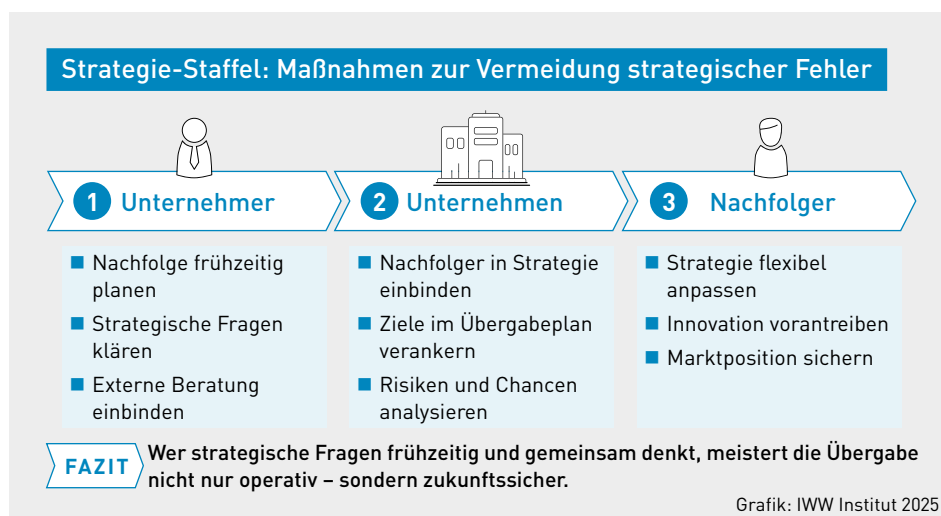 Strategie-Staffel: Maßnahmen zur Vermeidung strategischer Fehler
1 Unternehmer
Nachfolge frühzeitig
planen
Strategische Fragen
klären
Externe Beratung
einbinden
2 Unternehmen
Nachfolger in Strategie
einbinden
Ziele im Übergabeplan
verankern
Risiken und Chancen
analysieren
3 Nachfolger
Strategie flexibel
anpassen
Innovation vorantreiben
Marktposition sichern
FAZIT
Wer strategische Fragen frühzeitig und gemeinsam denkt, meistert die Übergabe
nicht nur operativ – sondern zukunftssicher.
Grafik: IWW Institut 2025